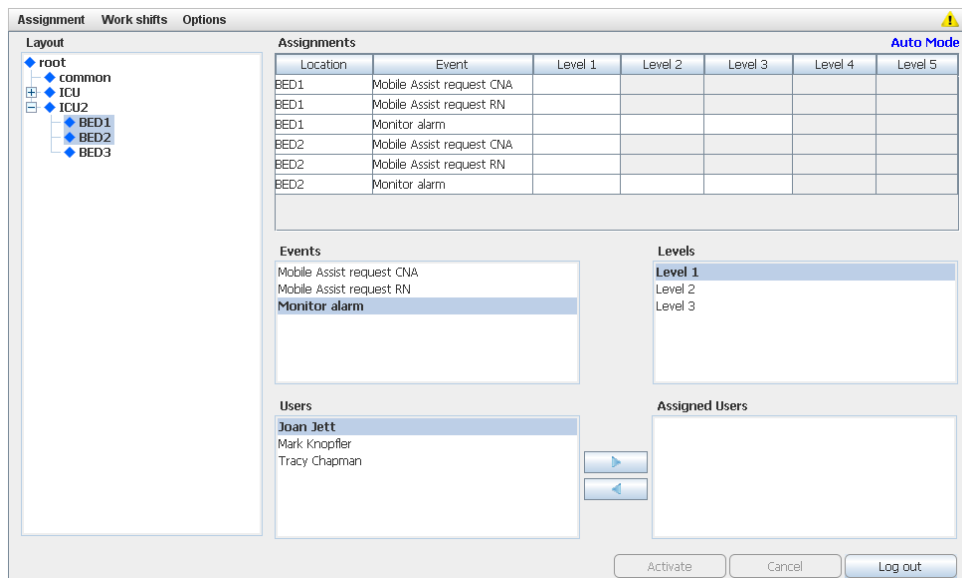 Assignment Work shifts Options
Layout
root
common
ICU
ICU2
BED1
BED2
BED3
Assignments Auto Mode
Location Event Level 1 Level 2 Level 3 Level 4 Level 5
BED1 Mobile Assist request CNA
BED1 Mobile Assist request RN
BED1 Monitor alarm
BED2 Mobile Assist request CNA
BED2 Mobile Assist request RN
BED2 Monitor alarm
Events
Mobile Assist request CNA
Mobile Assist request RN
Monitor alarm
Levels
Level 1
Level 2
Level 3
Users
Joan Jett
Mark Knopfler
Tracy Chapman
Assigned Users
Activate Cancel Log out